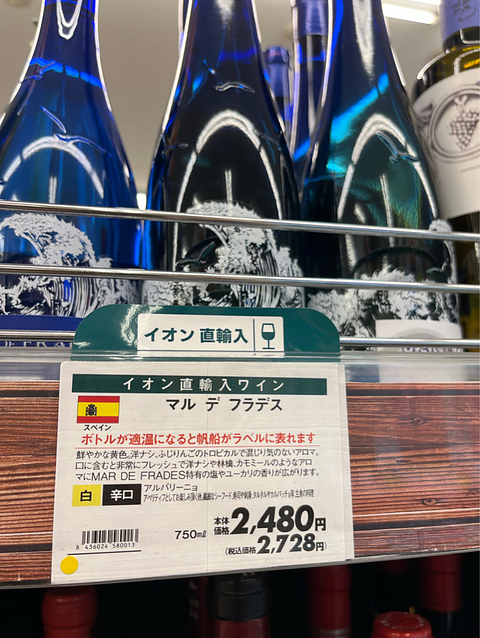 イオン 直輸入
イオン直輸入ワイン
スペイン
マル デ フラデス
ボトルが適温になると帆船がラベルに表れます
鮮やかな黄色。洋ナシ、ふじりんごのトロピカルで混じり気のないアロマ。
口に含むと非常にフレッシュで洋ナシや林檎、カモミールのようなアロ
マにMAR DE FRADES特有の塩やユーカリの香りが広がります。
白 辛口 アルバリーニョ
750㎖
本体価格 2,480円
(税込価格 2,728円)
8 436024 580013